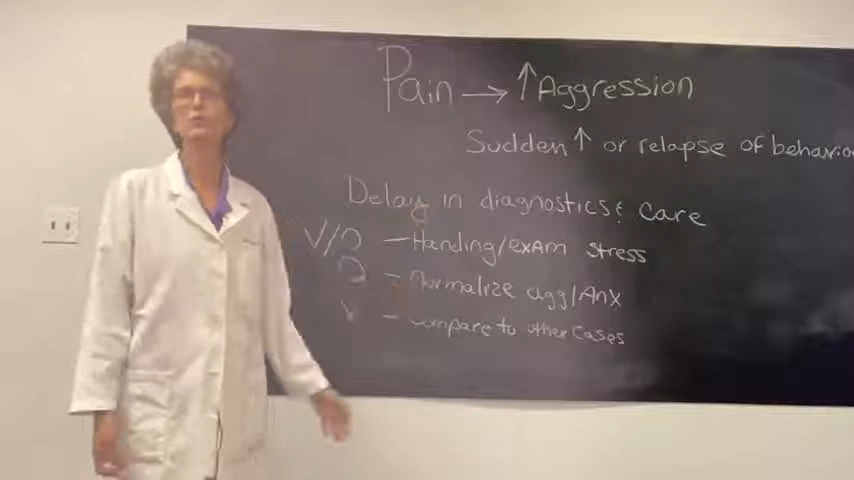 Pain → ↑ Aggression
Sudden ↑ or relapse of behavio
Delay in diagnostics & Care
V/O — Handing/exAm stress
O — Normalize agg/Anx
V — Compare to other Cases